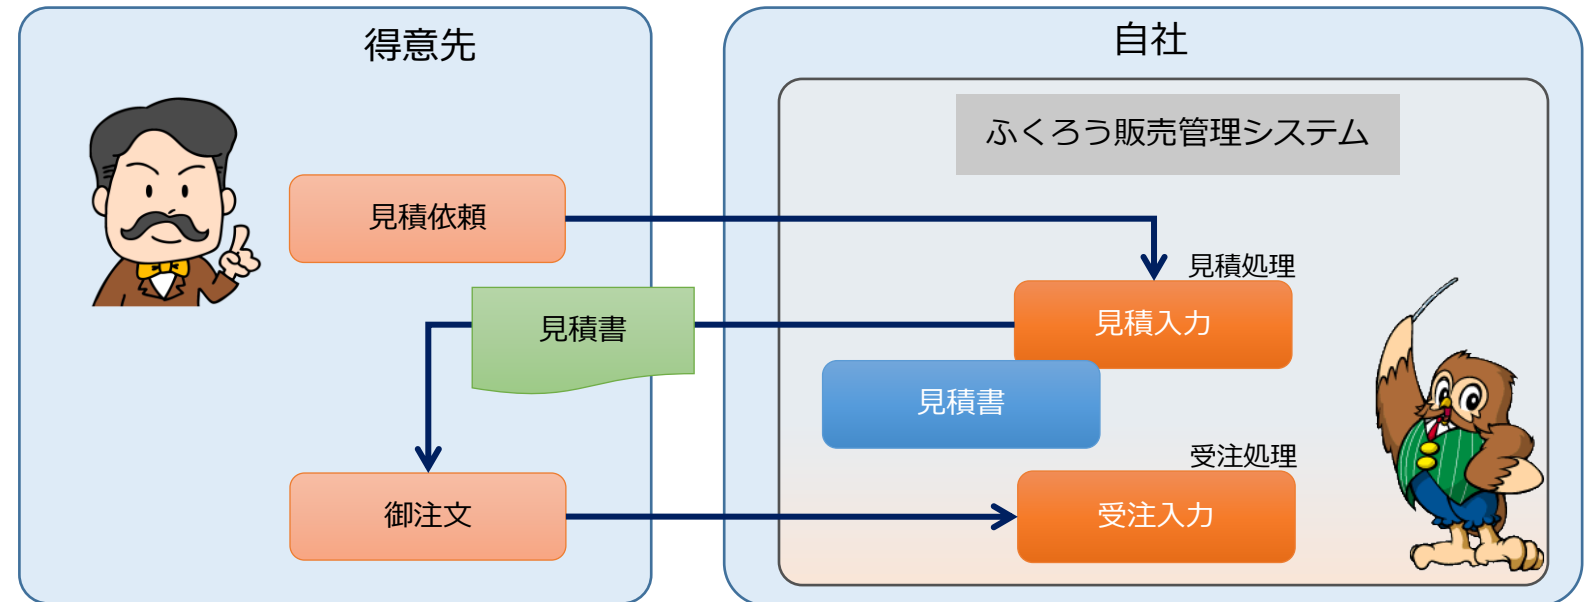 得意先
自社
ふくろう販売管理システム
見積依頼
見積処理
見積入力
見積書
見積書
受注処理
御注文
受注入力